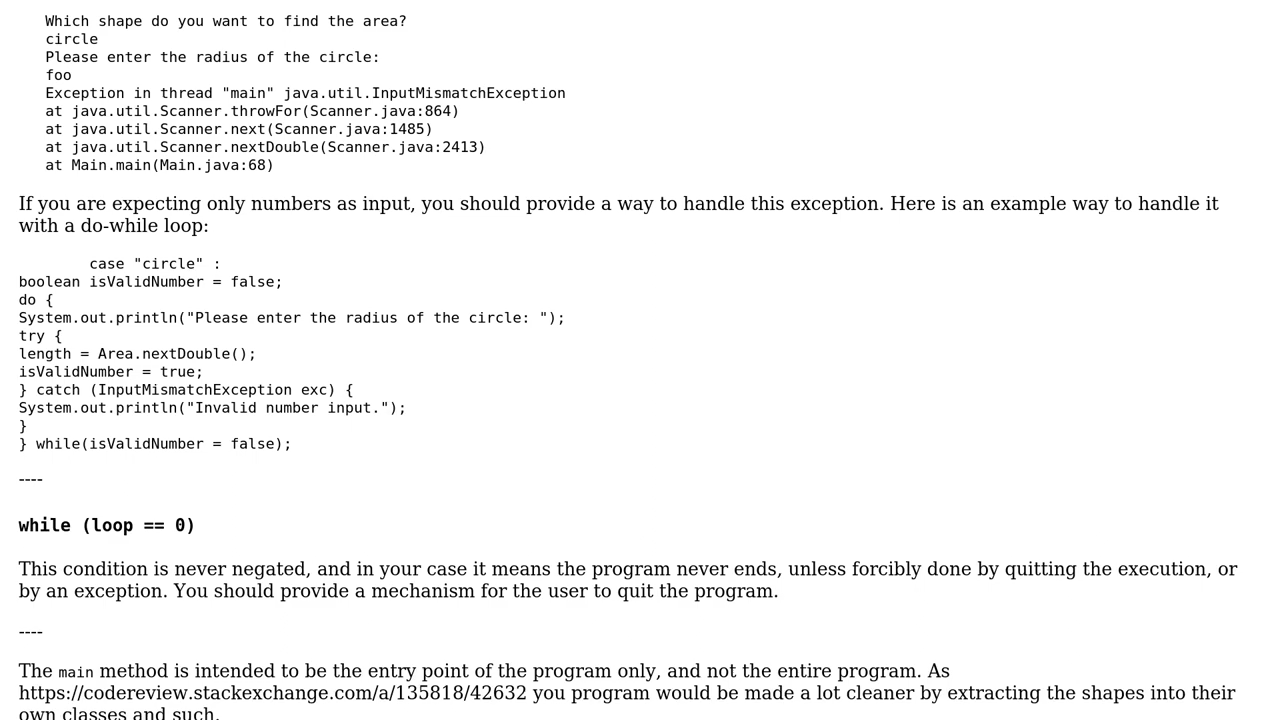 Which shape do you want to find the area?
circle
Please enter the radius of the circle:
foo
Exception in thread "main" java.util.InputMismatchException
at java.util.Scanner.throwFor(Scanner.java:864)
at java.util.Scanner.next(Scanner.java:1485)
at java.util.Scanner.nextDouble(Scanner.java:2413)
at Main.main(Main.java:68)
If you are expecting only numbers as input, you should provide a way to handle this exception. Here is an example way to handle it
with a do-while loop:
case "circle" :
boolean isValidNumber = false;
do {
System.out.println("Please enter the radius of the circle: ");
try {
length = Area.nextDouble();
isValidNumber = true;
} catch (InputMismatchException exc) {
System.out.println("Invalid number input.");
}
} while(isValidNumber = false);
----
while (loop == 0)
This condition is never negated, and in your case it means the program never ends, unless forcibly done by quitting the execution, or
by an exception. You should provide a mechanism for the user to quit the program.
----
The main method is intended to be the entry point of the program only, and not the entire program. As
https://codereview.stackexchange.com/a/135818/42632 you program would be made a lot cleaner by extracting the shapes into their
own classes and such.